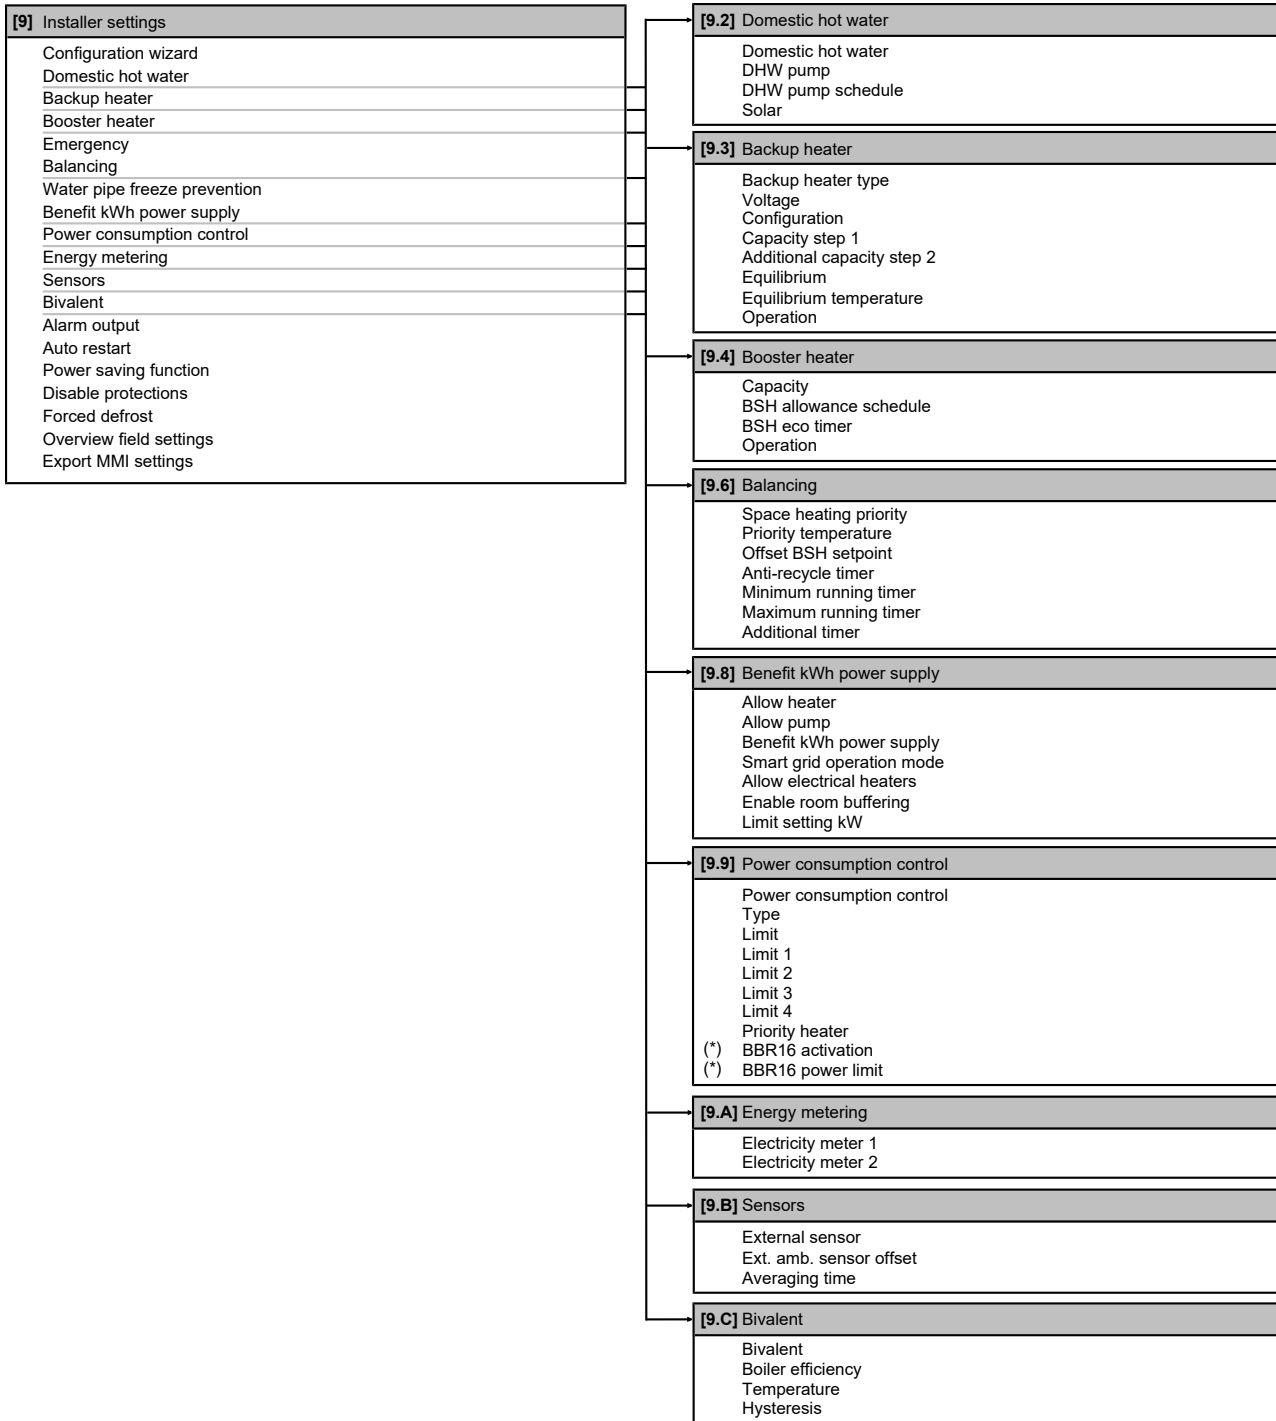 [9] Installer settings
Configuration wizard
Domestic hot water
Backup heater
Booster heater
Emergency
Balancing
Water pipe freeze prevention
Benefit kWh power supply
Power consumption control
Energy metering
Sensors
Bivalent
Alarm output
Auto restart
Power saving function
Disable protections
Forced defrost
Overview field settings
Export MMI settings
[9.2] Domestic hot water
Domestic hot water
DHW pump
DHW pump schedule
Solar
[9.3] Backup heater
Backup heater type
Voltage
Configuration
Capacity step 1
Additional capacity step 2
Equilibrium
Equilibrium temperature
Operation
[9.4] Booster heater
Capacity
BSH allowance schedule
BSH eco timer
Operation
[9.6] Balancing
Space heating priority
Priority temperature
Offset BSH setpoint
Anti-recycle timer
Minimum running timer
Maximum running timer
Additional timer
[9.8] Benefit kWh power supply
Allow heater
Allow pump
Benefit kWh power supply
Smart grid operation mode
Allow electrical heaters
Enable room buffering
Limit setting kW
[9.9] Power consumption control
Power consumption control
Type
Limit
Limit 1
Limit 2
Limit 3
Limit 4
Priority heater
(*) BBR16 activation
(*) BBR16 power limit
[9.A] Energy metering
Electricity meter 1
Electricity meter 2
[9.B] Sensors
External sensor
Ext. amb. sensor offset
Averaging time
[9.C] Bivalent
Bivalent
Boiler efficiency
Temperature
Hysteresis